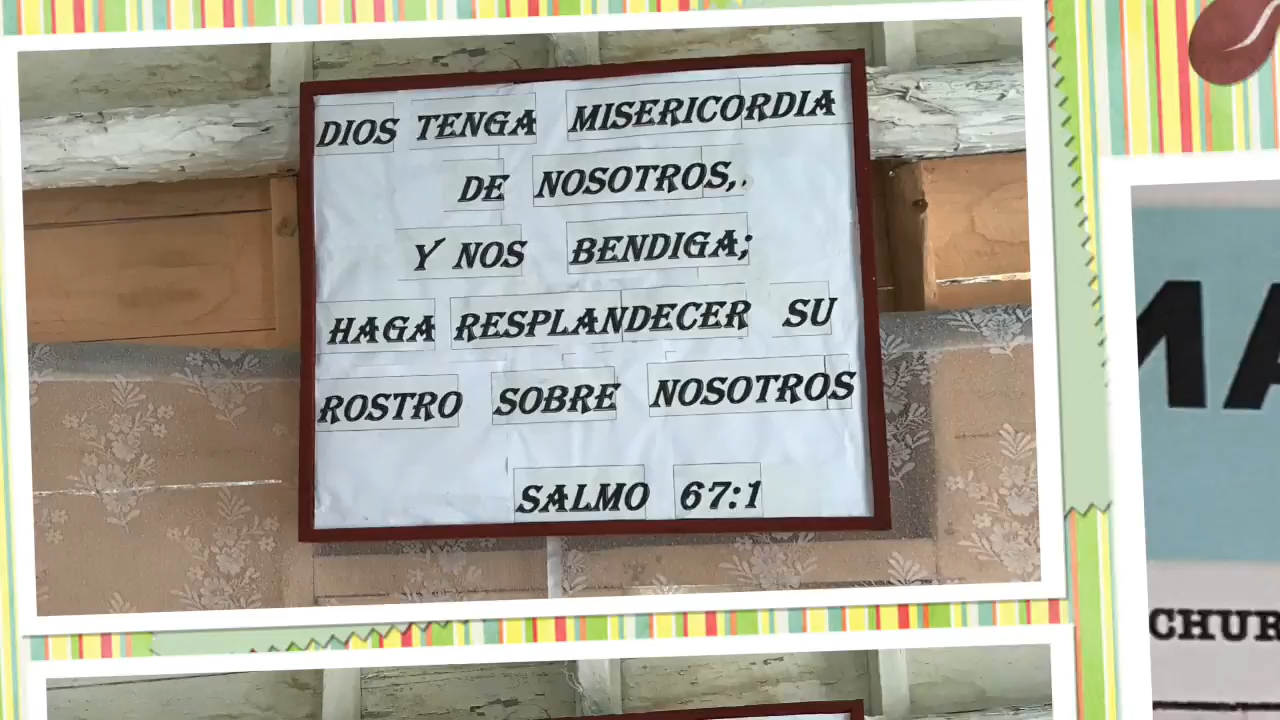 DIOS TENGA MISERICORDIA
DE NOSOTROS,.
Y NOS BENDIGA;
HAGA RESPLANDECER SU
ROSTRO SOBRE NOSOTROS
SALMO 67:1